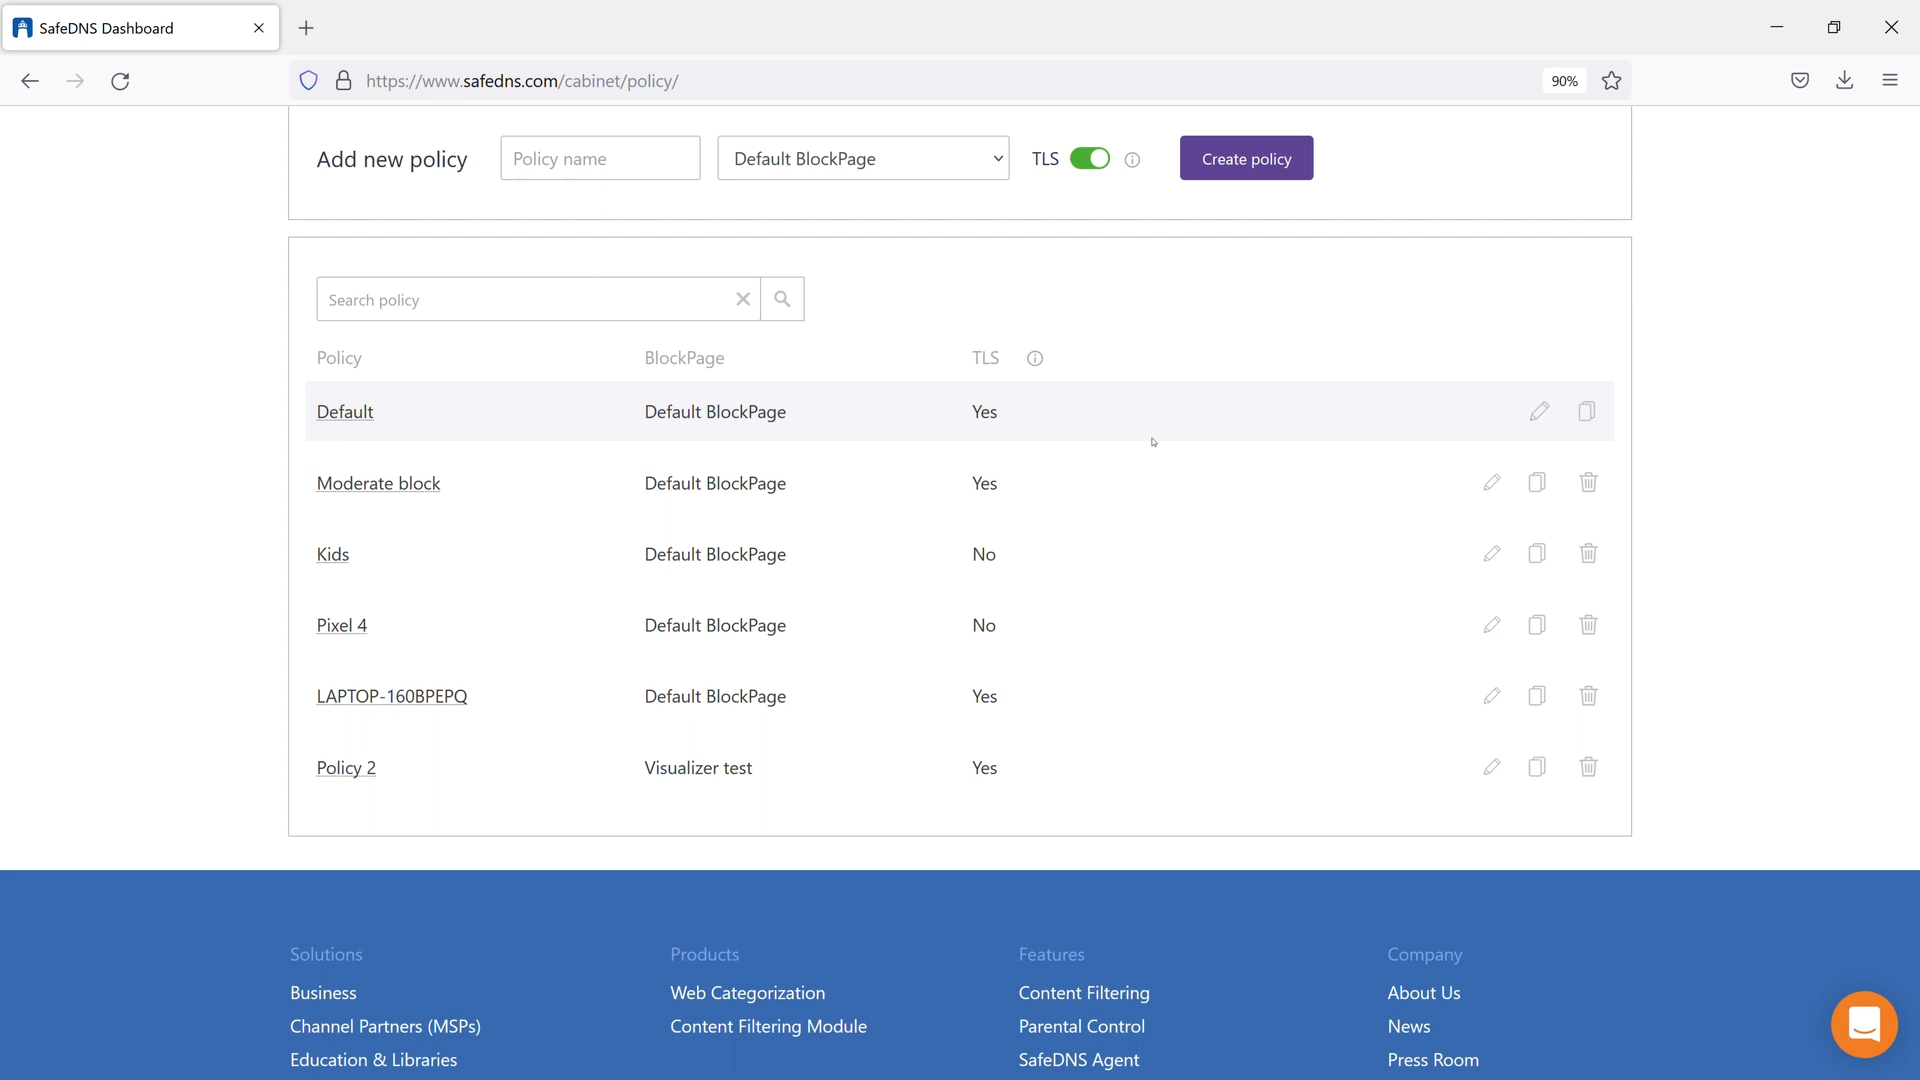 SafeDNS Dashboard
https://www.safedns.com/cabinet/policy/
90%
Add new policy
Policy name
Default BlockPage
TLS
Create policy
Search policy
Policy BlockPage TLS
Default Default BlockPage Yes
Moderate block Default BlockPage Yes
Kids Default BlockPage No
Pixel 4 Default BlockPage No
LAPTOP-160BPEPQ Default BlockPage Yes
Policy 2 Visualizer test Yes
Solutions
Business
Channel Partners (MSPs)
Education & Libraries
Products
Web Categorization
Content Filtering Module
Features
Content Filtering
Parental Control
SafeDNS Agent
Company
About Us
News
Press Room